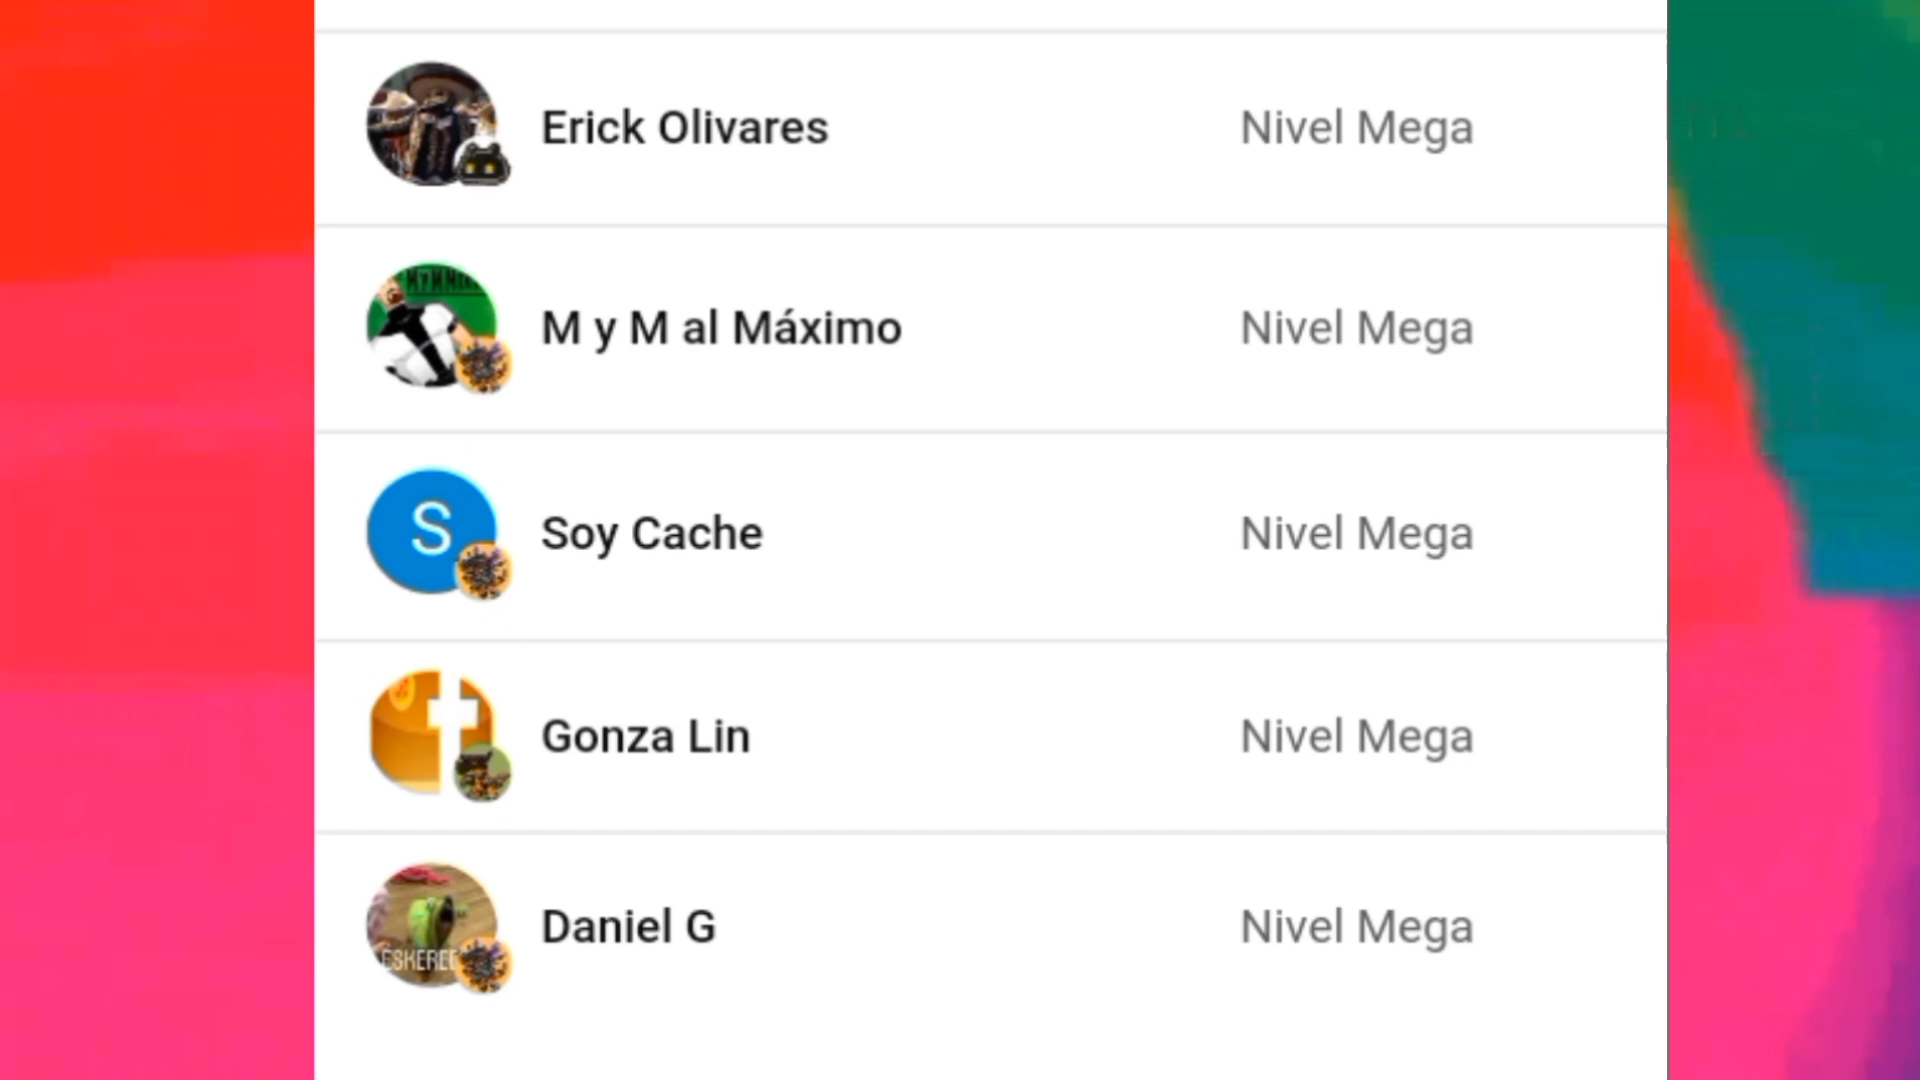 Erick Olivares Nivel Mega
M y M al Máximo Nivel Mega
S
Soy Cache Nivel Mega
Gonza Lin Nivel Mega
Daniel G Nivel Mega